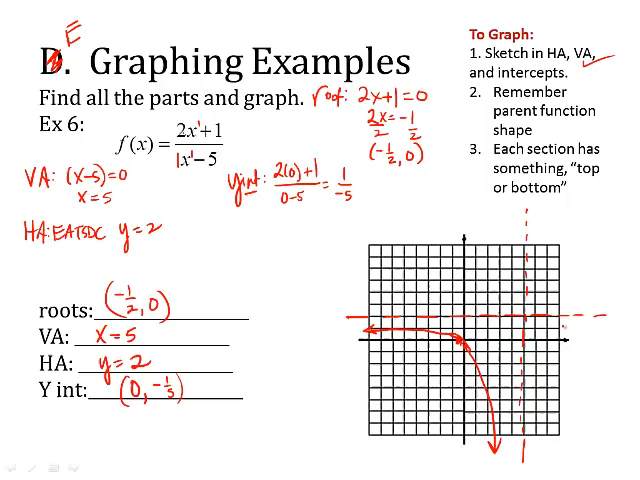 E
D. Graphing Examples
Find all the parts and graph.
Ex 6:
f(x) = (2x¹+1)/(1x¹−5)
root: 2x+1=0
2x/2 = -1/2
(-1/2, 0)
VA: (x-5)=0
x=5
yint: (2(0)+1)/(0-5) = 1/-5
HA: EATSDC y=2
roots: (-1/2, 0)
VA: x=5
HA: y=2
Y int: (0, -1/5)
To Graph:
1. Sketch in HA, VA,
and intercepts.
2. Remember
parent function
shape
3. Each section has
something, "top
or bottom"